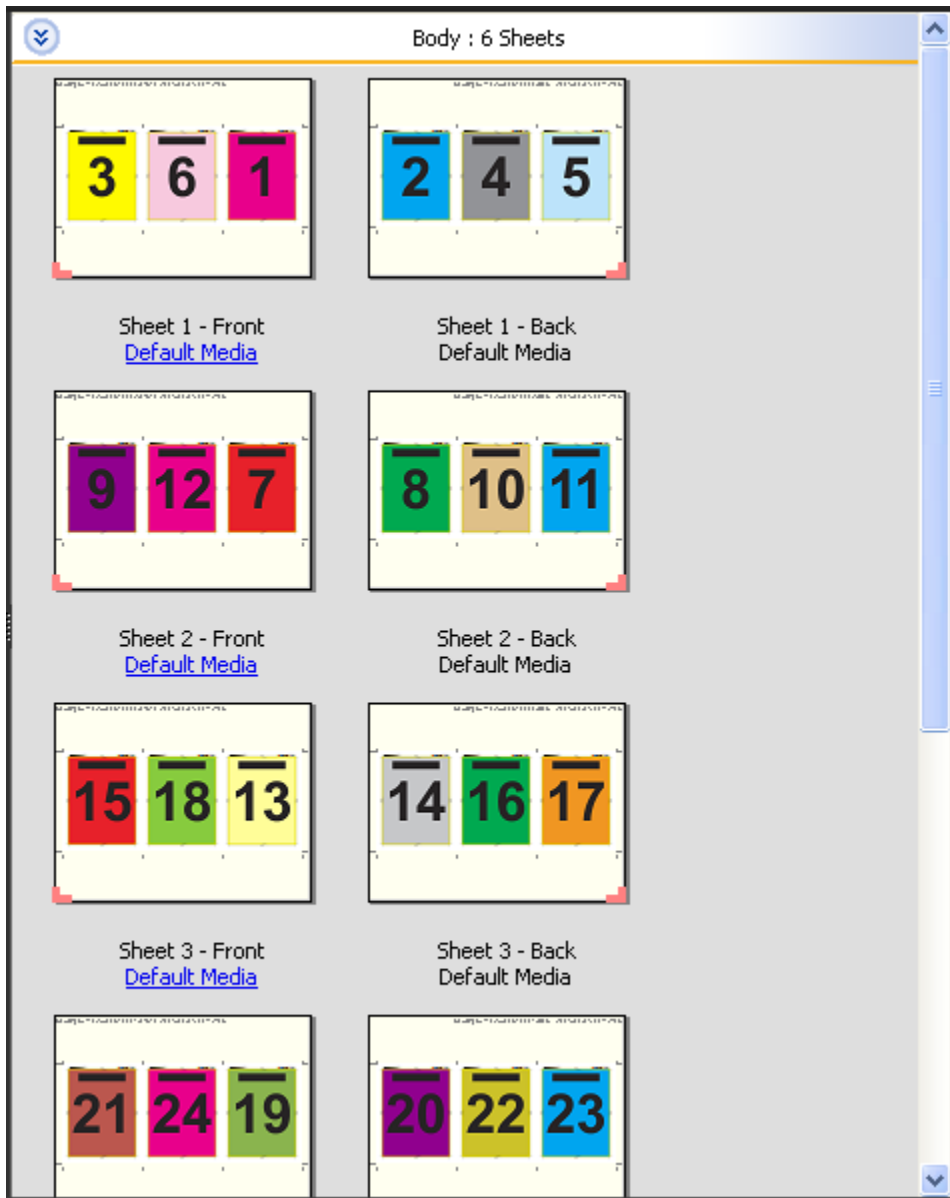 Body : 6 Sheets
3 6 1
2 4 5
Sheet 1 - Front
Default Media
Sheet 1 - Back
Default Media
9 12 7
8 10 11
Sheet 2 - Front
Default Media
Sheet 2 - Back
Default Media
15 18 13
14 16 17
Sheet 3 - Front
Default Media
Sheet 3 - Back
Default Media
21 24 19
20 22 23